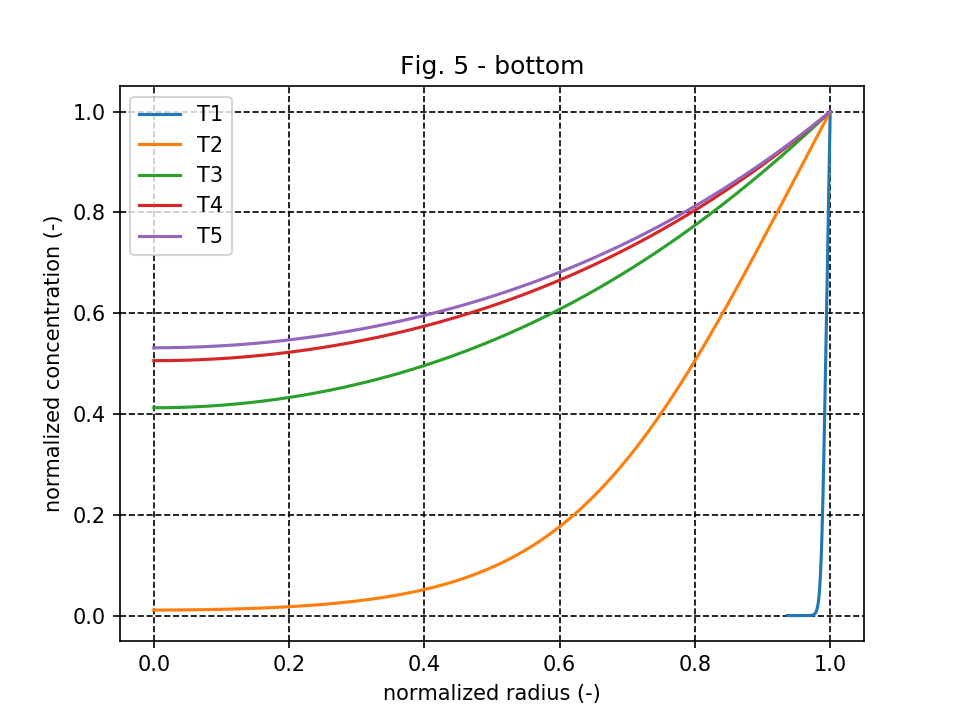 Fig. 5 - bottom
T1
T2
T3
T4
T5
normalized concentration (-)
1.0
0.8
0.6
0.4
0.2
0.0
0.0 0.2 0.4 0.6 0.8 1.0
normalized radius (-)